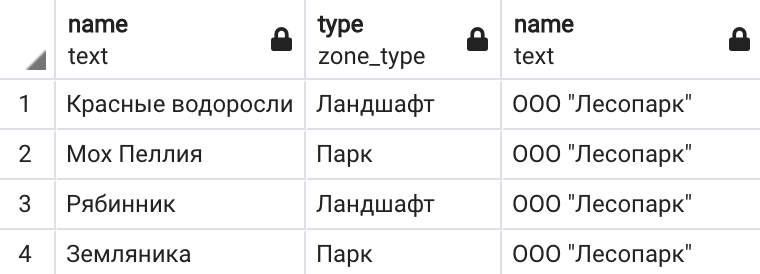 name type name
text zone_type text
1 Красные водоросли Ландшафт ООО "Лесопарк"
2 Мох Пеллия Парк ООО "Лесопарк"
3 Рябинник Ландшафт ООО "Лесопарк"
4 Земляника Парк ООО "Лесопарк"